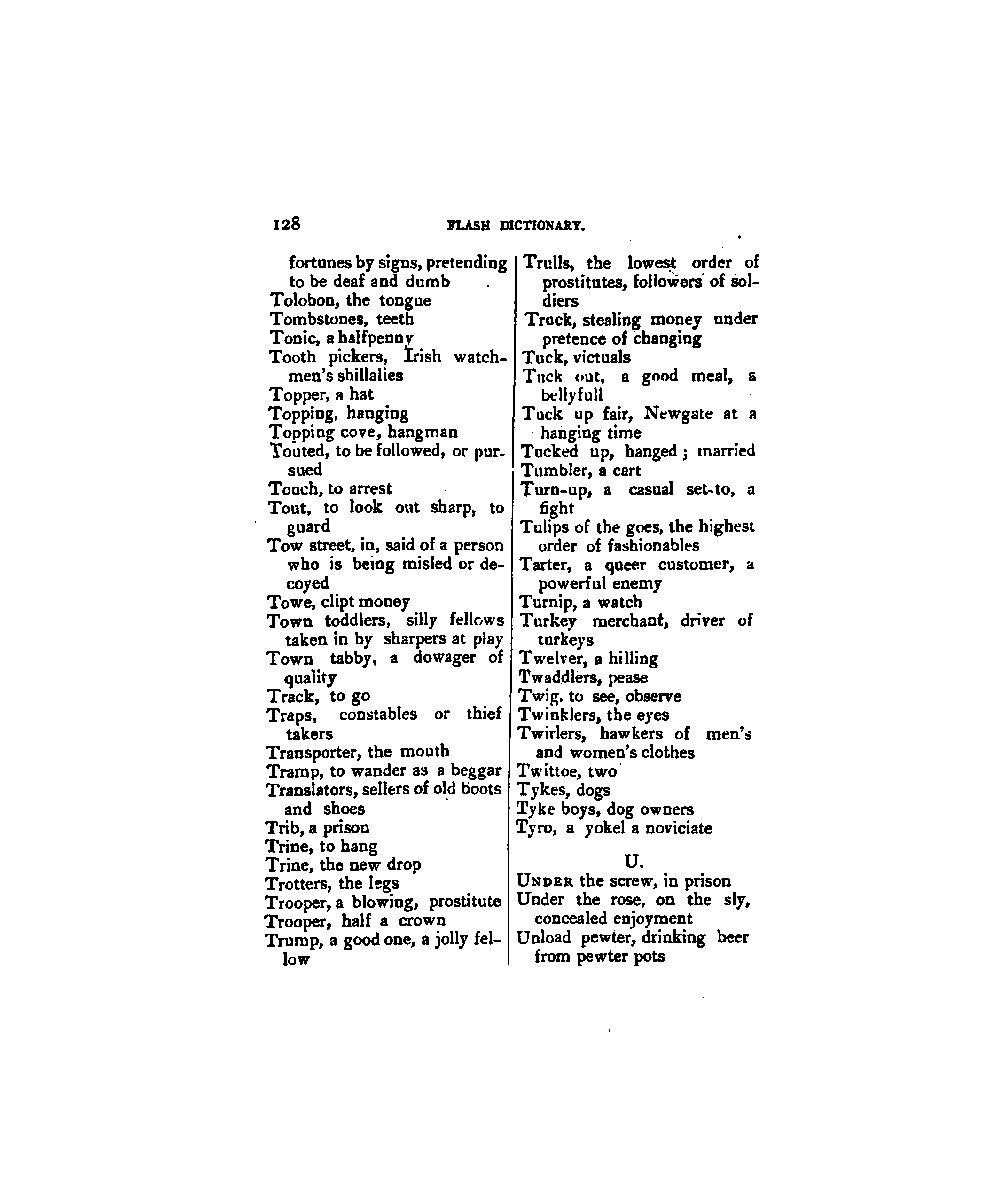 128 FLASH DICTIONARY.
fortunes by signs, pretending
to be deaf and dumb
Tolobon, the tongue
Tombstones, teeth
Tonic, a halfpenny
Tooth pickers, Irish watch-
men's shillalies
Topper, a hat
Topping, hanging
Topping cove, hangman
Touted, to be followed, or pur-
sued
Touch, to arrest
Tout, to look out sharp, to
guard
Tow street, in, said of a person
who is being misled or de-
coyed
Towe, clipt money
Town toddlers, silly fellows
taken in by sharpers at play
Town tabby, a dowager of
quality
Track, to go
Traps, constables or thief
takers
Transporter, the mouth
Tramp, to wander as a beggar
Translators, sellers of old boots
and shoes
Trib, a prison
Trine, to hang
Trine, the new drop
Trotters, the legs
Trooper, a blowing, prostitute
Trooper, half a crown
Trump, a good one, a jolly fel-
low
Trulls, the lowest order of
prostitutes, followers of sol-
diers
Truck, stealing money under
pretence of changing
Tuck, victuals
Tuck out, a good meal, a
bellyfull
Tuck up fair, Newgate at a
hanging time
Tucked up, hanged; married
Tumbler, a cart
Turn-up, a casual set-to, a
fight
Tulips of the goes, the highest
order of fashionables
Tarter, a queer customer, a
powerful enemy
Turnip, a watch
Turkey merchant, driver of
turkeys
Twelver, a hilling
Twaddlers, pease
Twig, to see, observe
Twinklers, the eyes
Twirlers, hawkers of men's
and women's clothes
Twittoe, two
Tykes, dogs
Tyke boys, dog owners
Tyro, a yokel a noviciate
U.
UNDER the screw, in prison
Under the rose, on the sly,
concealed enjoyment
Unload pewter, drinking beer
from pewter pots